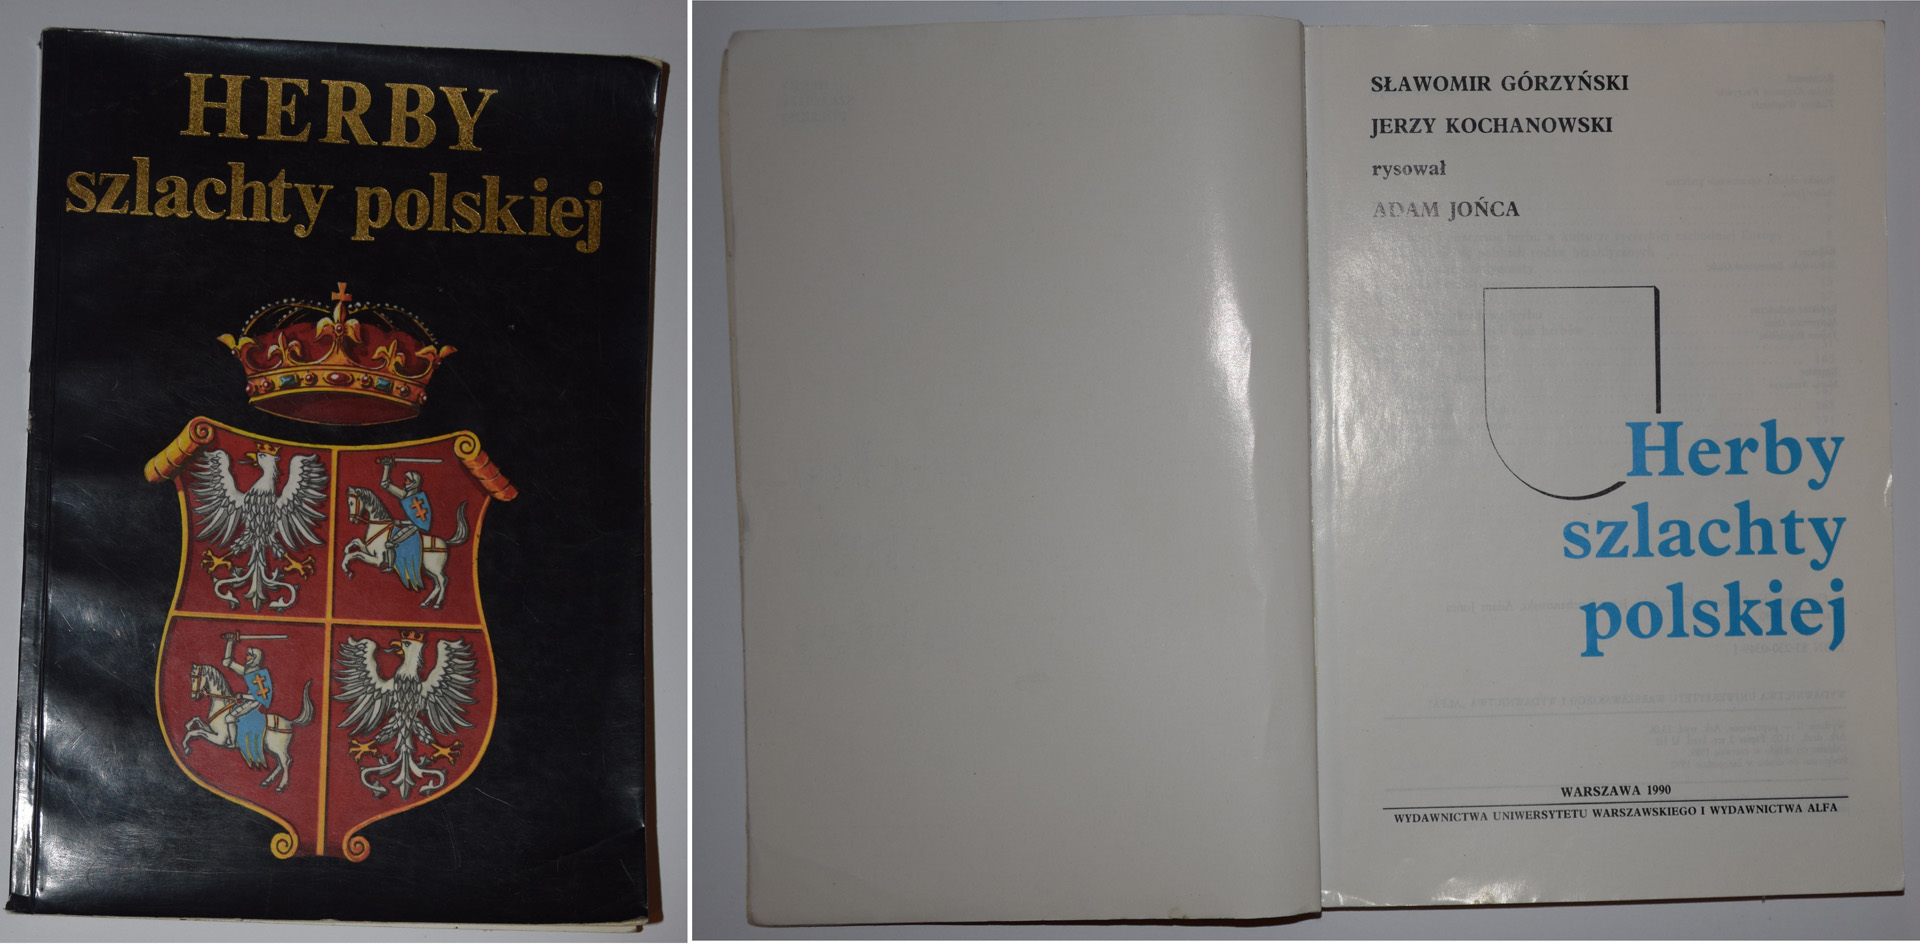 HERBY
szlachty polskiej
SŁAWOMIR GÓRZYŃSKI
JERZY KOCHANOWSKI
rysował
ADAM JOŃCA
Herby
szlachty
polskiej
WARSZAWA 1990
WYDAWNICTWA UNIWERSYTETU WARSZAWSKIEGO I WYDAWNICTWA ALFA